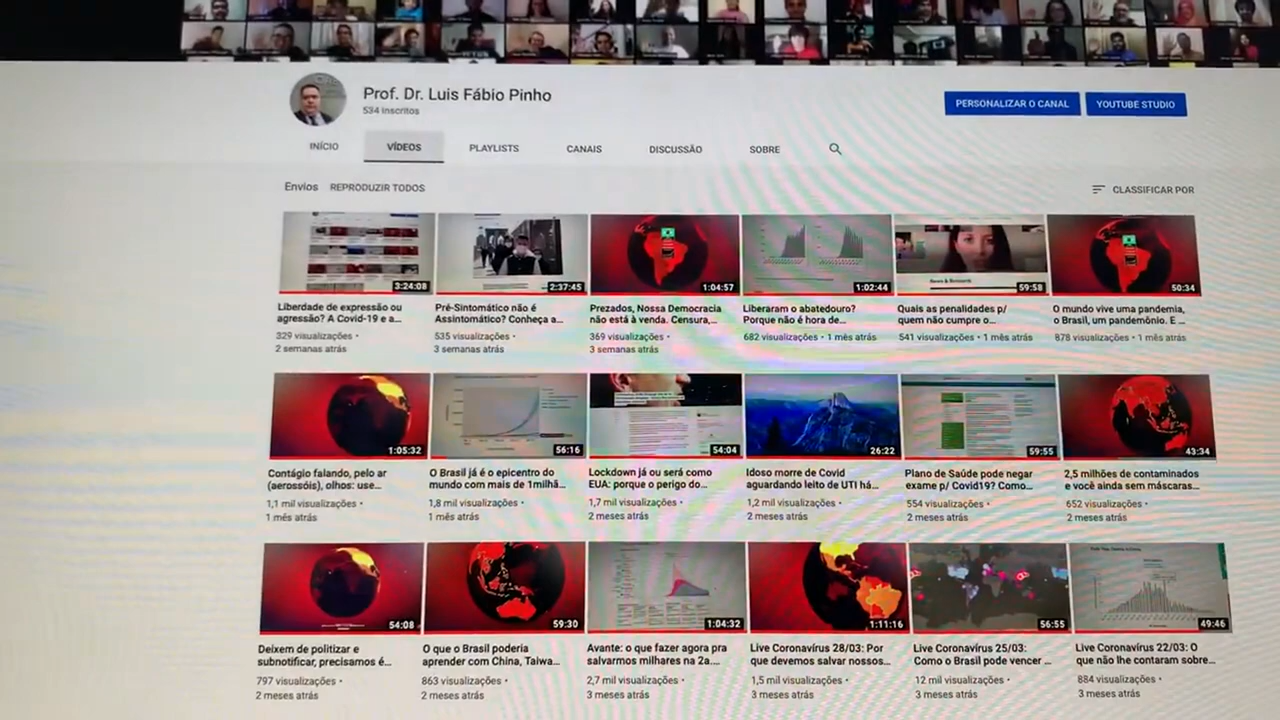 Prof. Dr. Luis Fábio Pinho
534 inscritos
PERSONALIZAR O CANAL
YOUTUBE STUDIO
INÍCIO
VÍDEOS
PLAYLISTS
CANAIS
DISCUSSÃO
SOBRE
Envios
REPRODUZIR TODOS
CLASSIFICAR POR
3:24:08
2:37:45
1:04:57
1:02:44
59:58
50:34
Liberdade de expressão ou
agressão? A Covid-19 e a...
329 visualizações •
2 semanas atrás
Pré-Sintomático não é
Assintomático? Conheça a...
535 visualizações •
3 semanas atrás
Prezados, Nossa Democracia
não está à venda. Censura,...
369 visualizações •
3 semanas atrás
Liberaram o abatedouro?
Porque não é hora de...
682 visualizações • 1 mês atrás
Quais as penalidades p/
quem não cumpre o...
541 visualizações • 1 mês atrás
O mundo vive uma pandemia,
o Brasil, um pandemônio. E ...
878 visualizações • 1 mês atrás
1:05:32
56:16
54:04
26:22
59:55
43:34
Contágio falando, pelo ar
(aerossóis), olhos: use...
1,1 mil visualizações •
1 mês atrás
O Brasil já é o epicentro do
mundo com mais de 1milhã...
1,8 mil visualizações •
1 mês atrás
Lockdown já ou será como
EUA: porque o perigo do...
1,7 mil visualizações •
2 meses atrás
Idoso morre de Covid
aguardando leito de UTI há...
1,2 mil visualizações •
2 meses atrás
Plano de Saúde pode negar
exame p/ Covid19? Como...
554 visualizações •
2 meses atrás
2,5 milhões de contaminados
e você ainda sem máscaras...
652 visualizações •
2 meses atrás
54:08
59:30
1:04:32
1:11:16
56:55
49:46
Deixem de politizar e
subnotificar, precisamos é...
797 visualizações •
2 meses atrás
O que o Brasil poderia
aprender com China, Taiwa...
863 visualizações •
2 meses atrás
Avante: o que fazer agora pra
salvarmos milhares na 2a....
2,7 mil visualizações •
3 meses atrás
Live Coronavírus 28/03: Por
que devemos salvar nossos...
1,5 mil visualizações •
3 meses atrás
Live Coronavírus 25/03:
Como o Brasil pode vencer ...
12 mil visualizações •
3 meses atrás
Live Coronavírus 22/03: O
que não lhe contaram sobre...
884 visualizações •
3 meses atrás